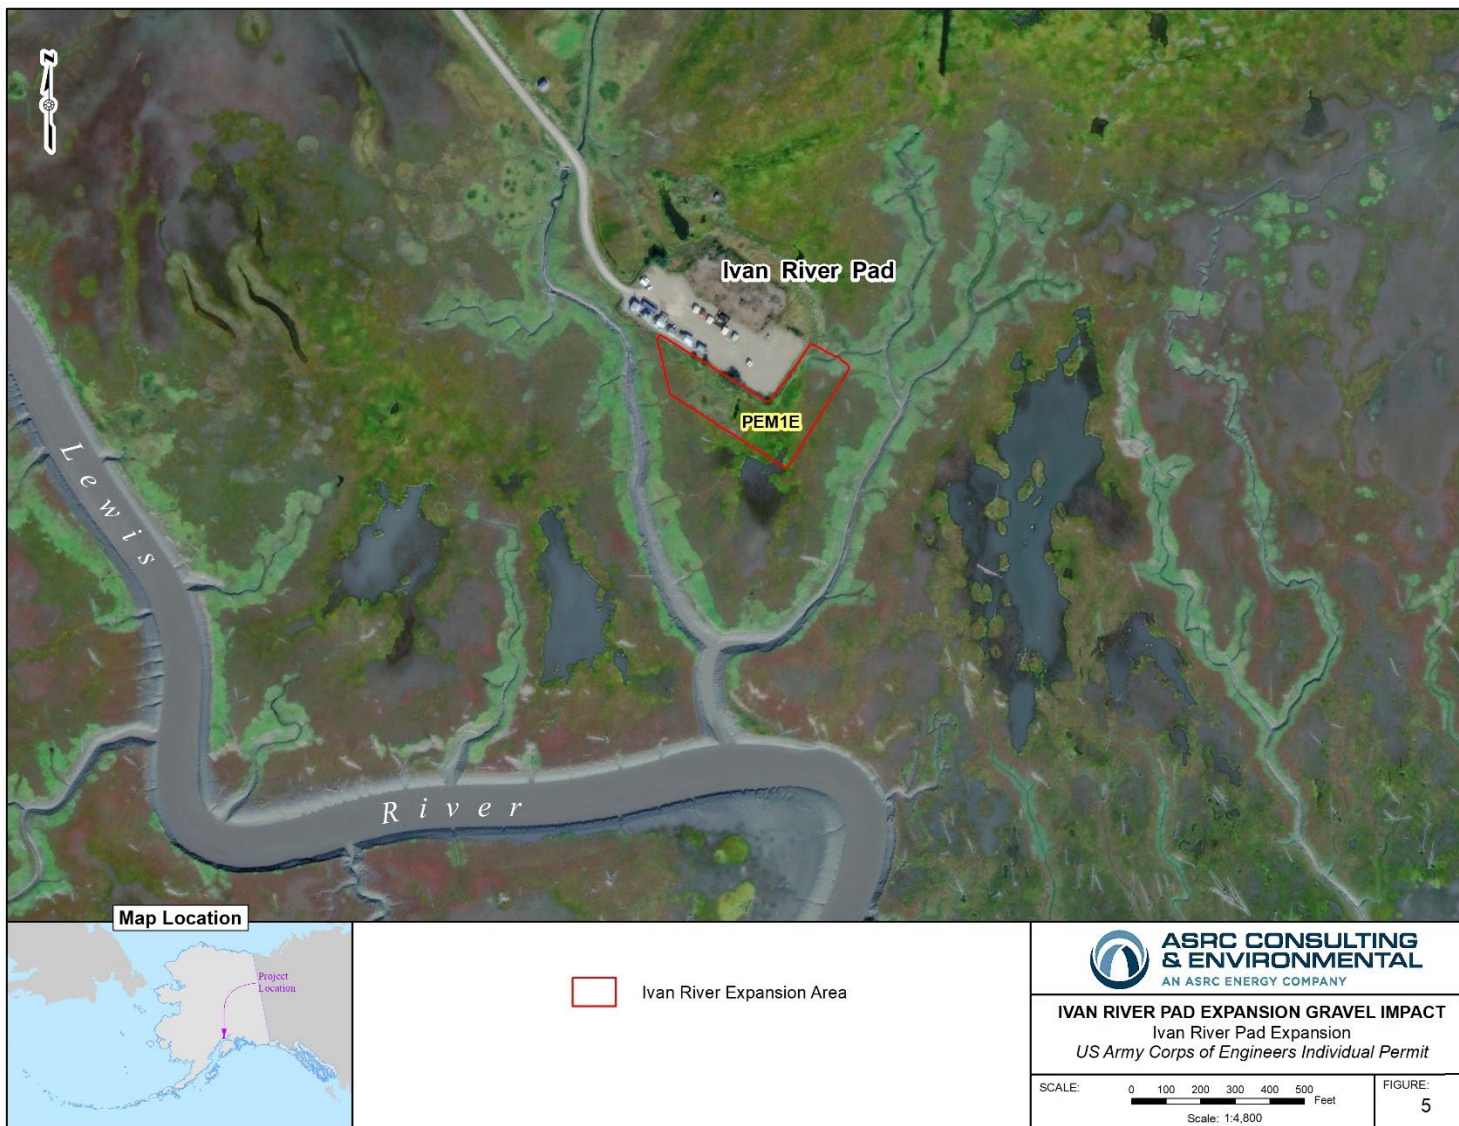 N
Ivan River Pad
PEM1E
Lewis
River
Map Location
Project
Location
Ivan River Expansion Area
ASRC CONSULTING
& ENVIRONMENTAL
AN ASRC ENERGY COMPANY
IVAN RIVER PAD EXPANSION GRAVEL IMPACT
Ivan River Pad Expansion
US Army Corps of Engineers Individual Permit
SCALE:
0 100 200 300 400 500
Feet
Scale: 1:4,800
FIGURE:
5